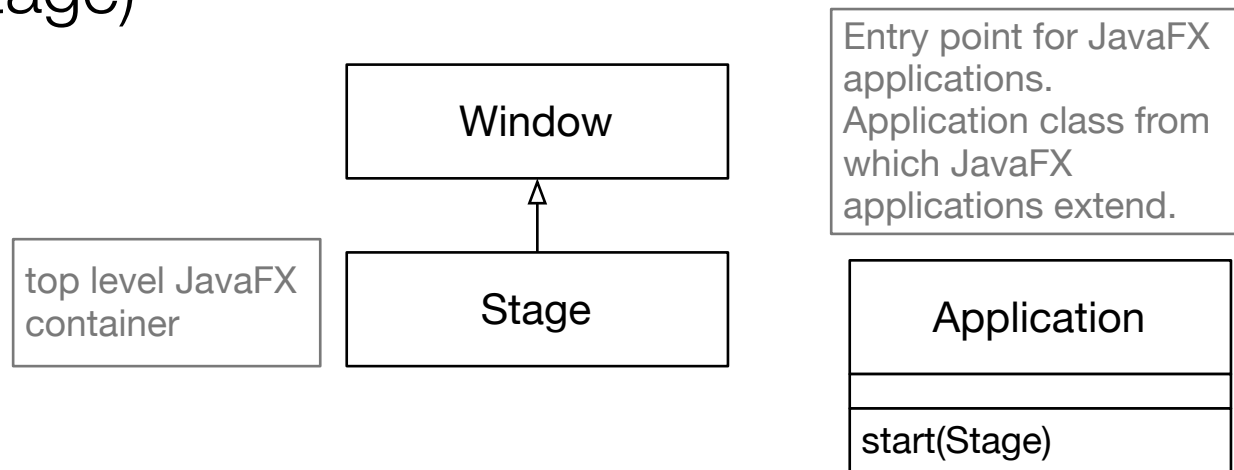 tage)
Entry point for JavaFX
applications.
Application class from
which JavaFX
applications extend.
Window
top level JavaFX
container
Stage
Application
start(Stage)